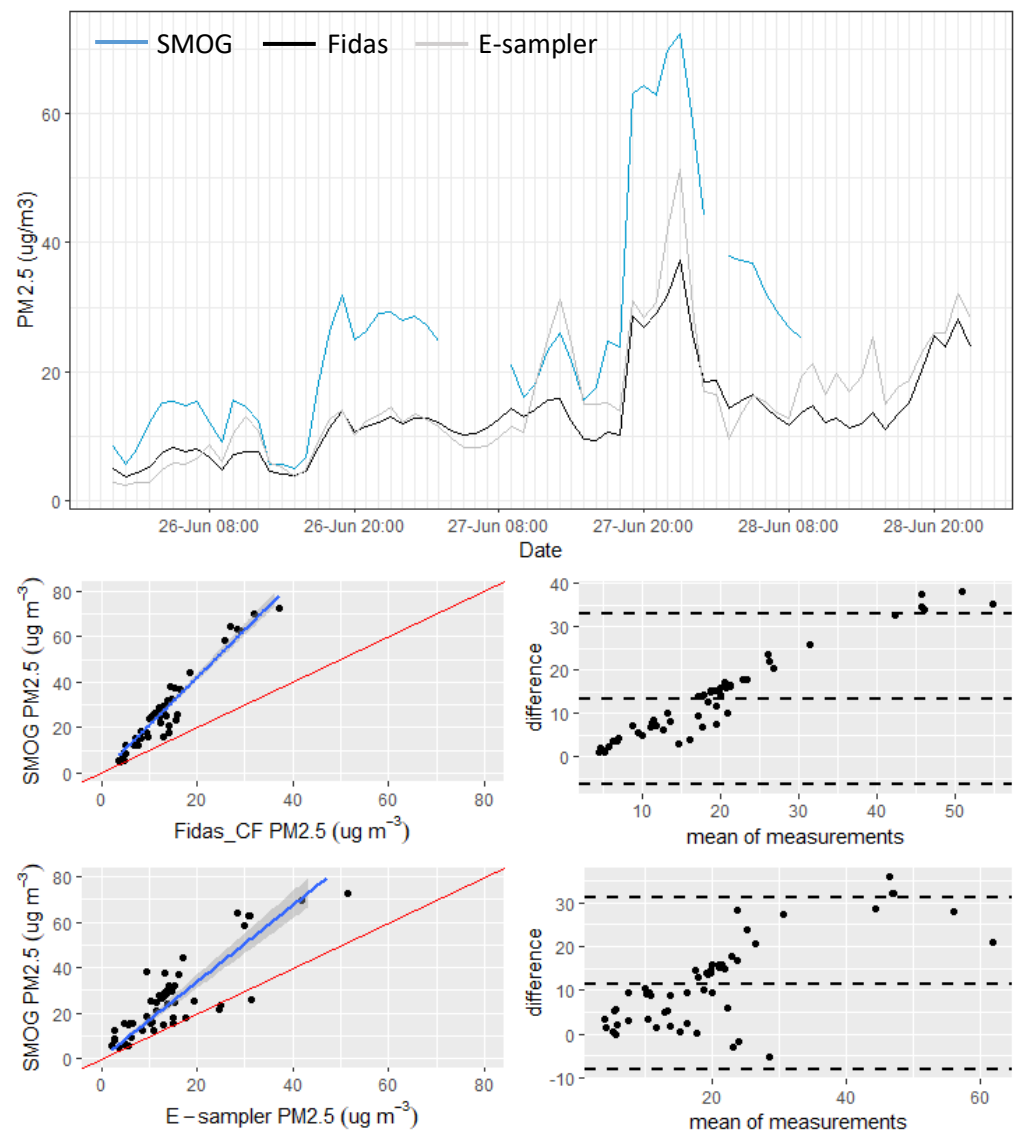 SMOG Fidas E-sampler
PM2.5 (ug/m3)
60
40
20
0
26-Jun 08:00 26-Jun 20:00 27-Jun 08:00 27-Jun 20:00 28-Jun 08:00 28-Jun 20:00
Date
SMOG PM2.5 (ug m⁻³)
80
60
40
20
0
0 20 40 60 80
Fidas_CF PM2.5 (ug m⁻³)
difference
40
30
20
10
0
10 20 30 40 50
mean of measurements
SMOG PM2.5 (ug m⁻³)
80
60
40
20
0
0 20 40 60 80
E−sampler PM2.5 (ug m⁻³)
difference
30
20
10
0
-10
20 40 60
mean of measurements